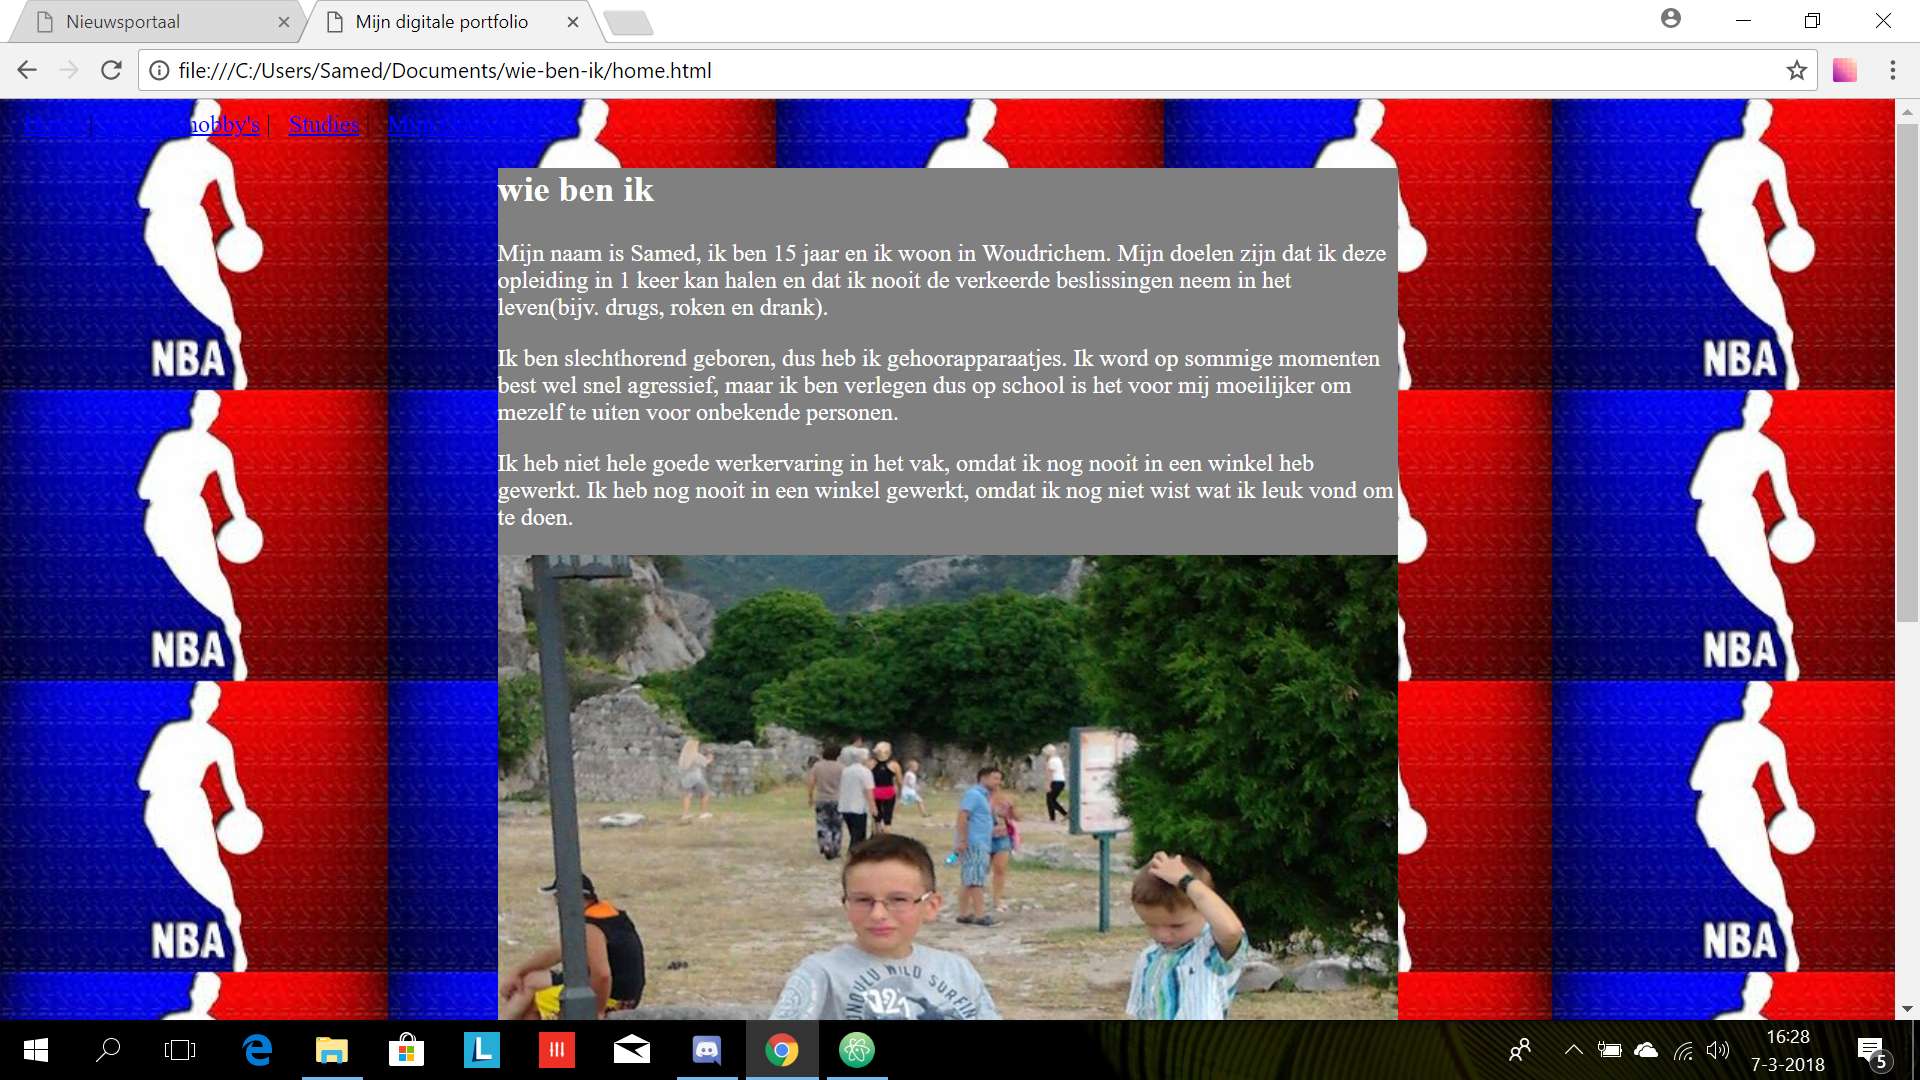 Nieuwsportaal
Mijn digitale portfolio
file:///C:/Users/Samed/Documents/wie-ben-ik/home.html
hobby's | Studies |
wie ben ik
Mijn naam is Samed, ik ben 15 jaar en ik woon in Woudrichem. Mijn doelen zijn dat ik deze
opleiding in 1 keer kan halen en dat ik nooit de verkeerde beslissingen neem in het
leven(bijv. drugs, roken en drank).
Ik ben slechthorend geboren, dus heb ik gehoorapparaatjes. Ik word op sommige momenten
best wel snel agressief, maar ik ben verlegen dus op school is het voor mij moeilijker om
mezelf te uiten voor onbekende personen.
Ik heb niet hele goede werkervaring in het vak, omdat ik nog nooit in een winkel heb
gewerkt. Ik heb nog nooit in een winkel gewerkt, omdat ik nog niet wist wat ik leuk vond om
te doen.
NBA
NBA
NBA
NBA
NBA
NBA
WILD SURFIN
L
16:28
7-3-2018
5